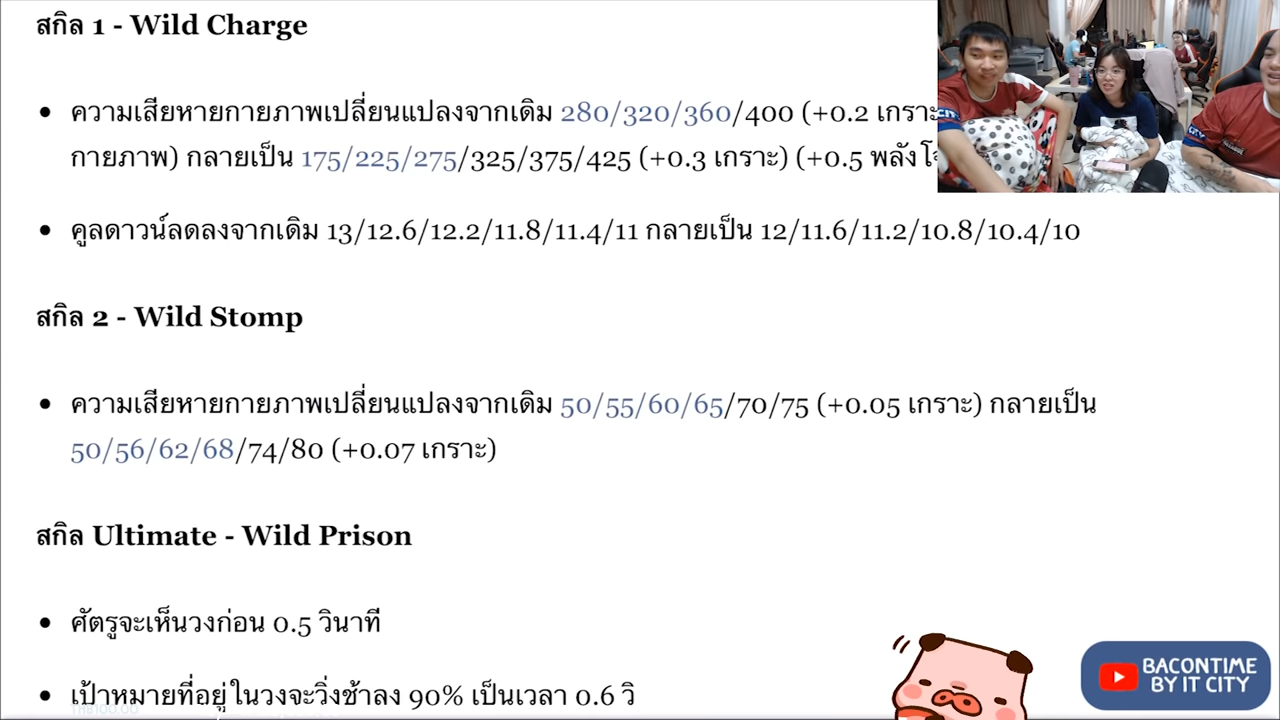 สกิล 1 - Wild Charge
ความเสียหายกายภาพเปลี่ยนแปลงจากเดิม 280/320/360/400 (+0.2 เกราะ
กายภาพ) กลายเป็น 175/225/275/325/375/425 (+0.3 เกราะ) (+0.5 พลัง
คูลดาวน์ลดลงจากเดิม 13/12.6/12.2/11.8/11.4/11 กลายเป็น 12/11.6/11.2/10.8/10.4/10
สกิล 2 - Wild Stomp
ความเสียหายกายภาพเปลี่ยนแปลงจากเดิม 50/55/60/65/70/75 (+0.05 เกราะ) กลายเป็น
50/56/62/68/74/80 (+0.07 เกราะ)
สกิล Ultimate - Wild Prison
ศัตรูจะเห็นวงก่อน 0.5 วินาที
เป้าหมายที่อยู่ในวงจะวิ่งช้าลง 90% เป็นเวลา 0.6 วิ
BACONTIME
BY IT CITY